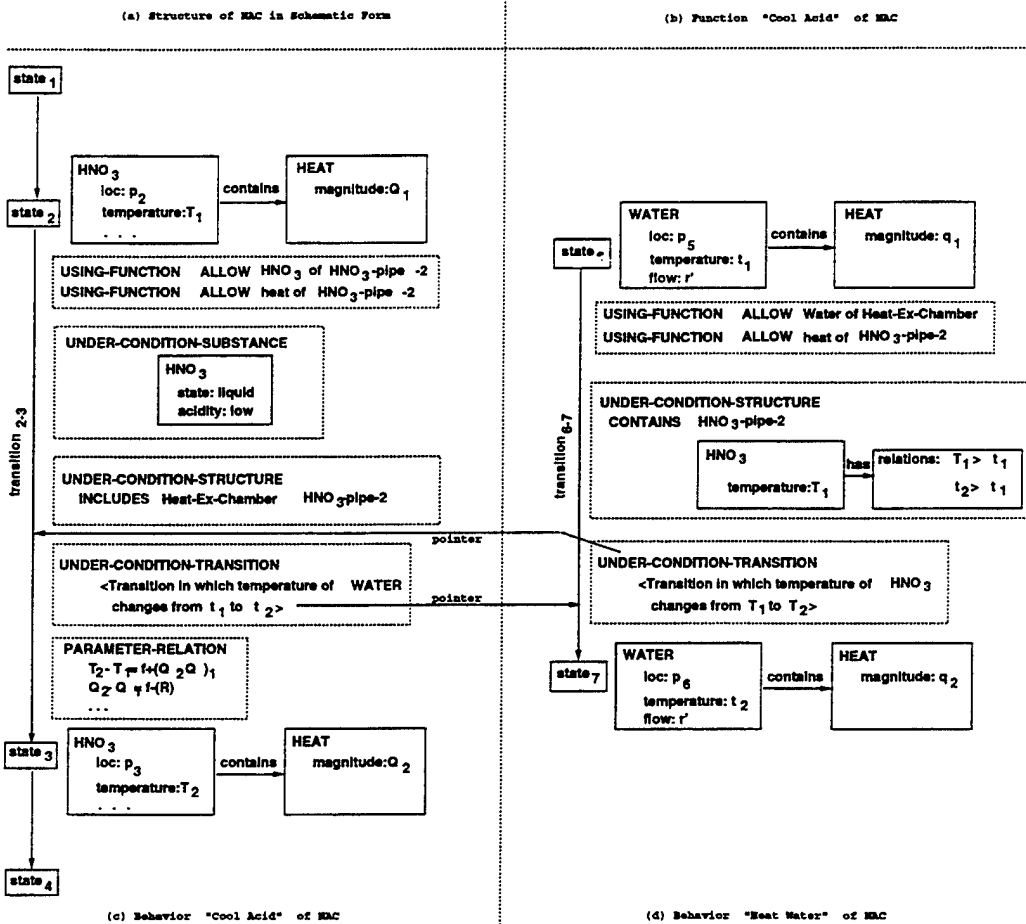 (a) Structure of NAC in Schematic Form
(b) Function "Cool Acid" of NAC
state 1
HNO 3
loc: p 2
temperature:T 1
. . .
contains
HEAT
magnitude:Q 1
state 2
USING-FUNCTION ALLOW HNO 3 of HNO 3 -pipe -2
USING-FUNCTION ALLOW heat of HNO 3 -pipe -2
UNDER-CONDITION-SUBSTANCE
HNO 3
state: liquid
acidity: low
transition 2-3
UNDER-CONDITION-STRUCTURE
INCLUDES Heat-Ex-Chamber HNO 3 -pipe-2
pointer
UNDER-CONDITION-TRANSITION
<Transition in which temperature of WATER
changes from t 1 to t 2 >
pointer
PARAMETER-RELATION
. . .
state 3
HNO 3
loc: p 3
temperature:T 2
. . .
contains
HEAT
magnitude:Q 2
state 4
(c) Behavior "Cool Acid" of NAC
WATER
loc: p 5
temperature: t 1
flow: r'
contains
HEAT
magnitude: q 1
state
USING-FUNCTION ALLOW Water of Heat-Ex-Chamber
USING-FUNCTION ALLOW heat of HNO 3 -pipe-2
transition 6-7
UNDER-CONDITION-STRUCTURE
CONTAINS HNO 3 -pipe-2
HNO 3
temperature:T 1
has
relations: T 1 > t 1
t 2 > t 1
UNDER-CONDITION-TRANSITION
<Transition in which temperature of HNO 3
changes from T 1 to T 2 >
state 7
WATER
loc: p 6
temperature: t 2
flow: r'
contains
HEAT
magnitude: q 2
(d) Behavior "Heat Water" of NAC